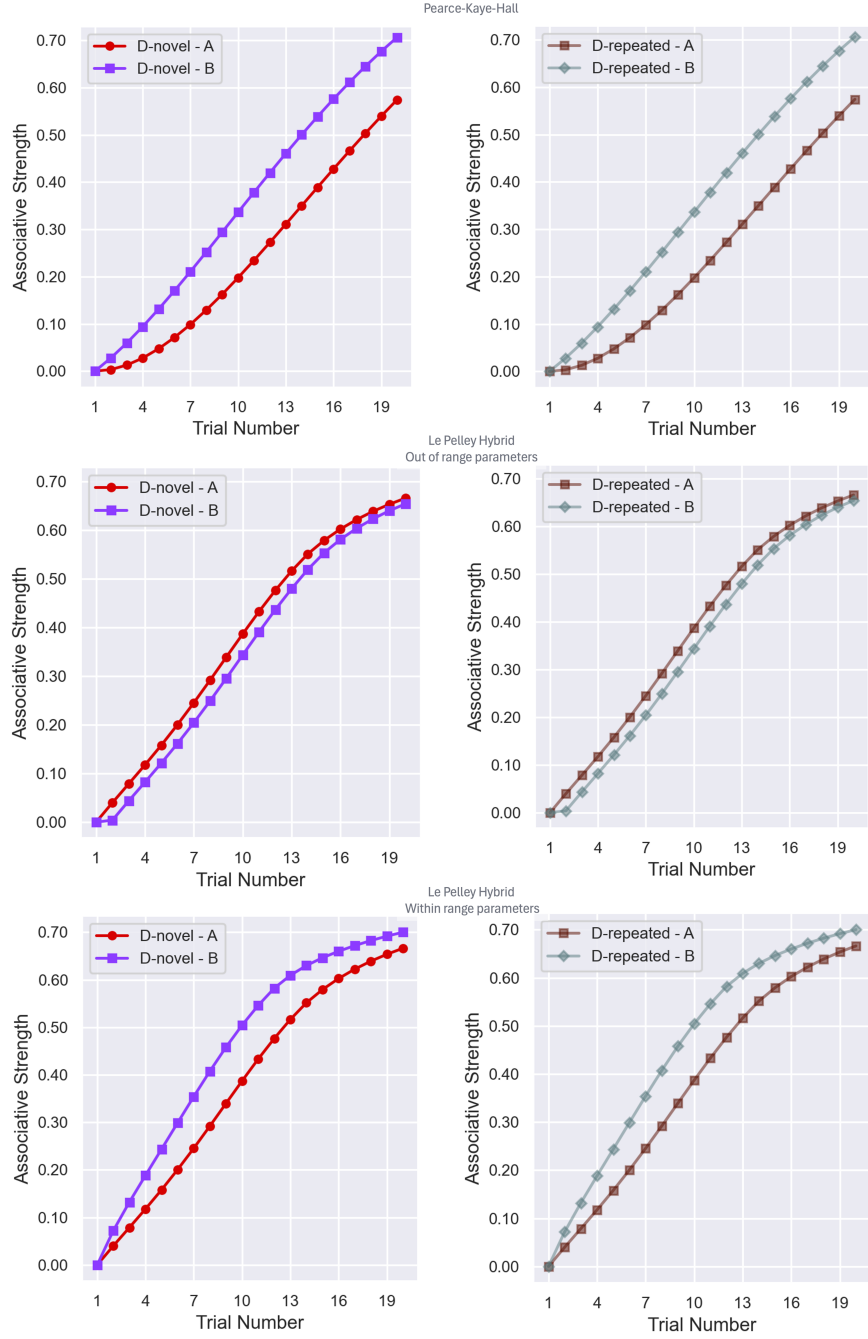 Pearce-Kaye-Hall
D-novel - A
D-novel - B
0.70
0.60
0.50
0.40
0.30
0.20
0.10
0.00
Associative Strength
1 4 7 10 13 16 19
Trial Number
D-repeated - A
D-repeated - B
0.70
0.60
0.50
0.40
0.30
0.20
0.10
0.00
Associative Strength
1 4 7 10 13 16 19
Trial Number
Le Pelley Hybrid
Out of range parameters
D-novel - A
D-novel - B
0.70
0.60
0.50
0.40
0.30
0.20
0.10
0.00
Associative Strength
1 4 7 10 13 16 19
Trial Number
D-repeated - A
D-repeated - B
0.70
0.60
0.50
0.40
0.30
0.20
0.10
0.00
Associative Strength
1 4 7 10 13 16 19
Trial Number
Le Pelley Hybrid
Within range parameters
D-novel - A
D-novel - B
0.70
0.60
0.50
0.40
0.30
0.20
0.10
0.00
Associative Strength
1 4 7 10 13 16 19
Trial Number
D-repeated - A
D-repeated - B
0.70
0.60
0.50
0.40
0.30
0.20
0.10
0.00
Associative Strength
1 4 7 10 13 16 19
Trial Number